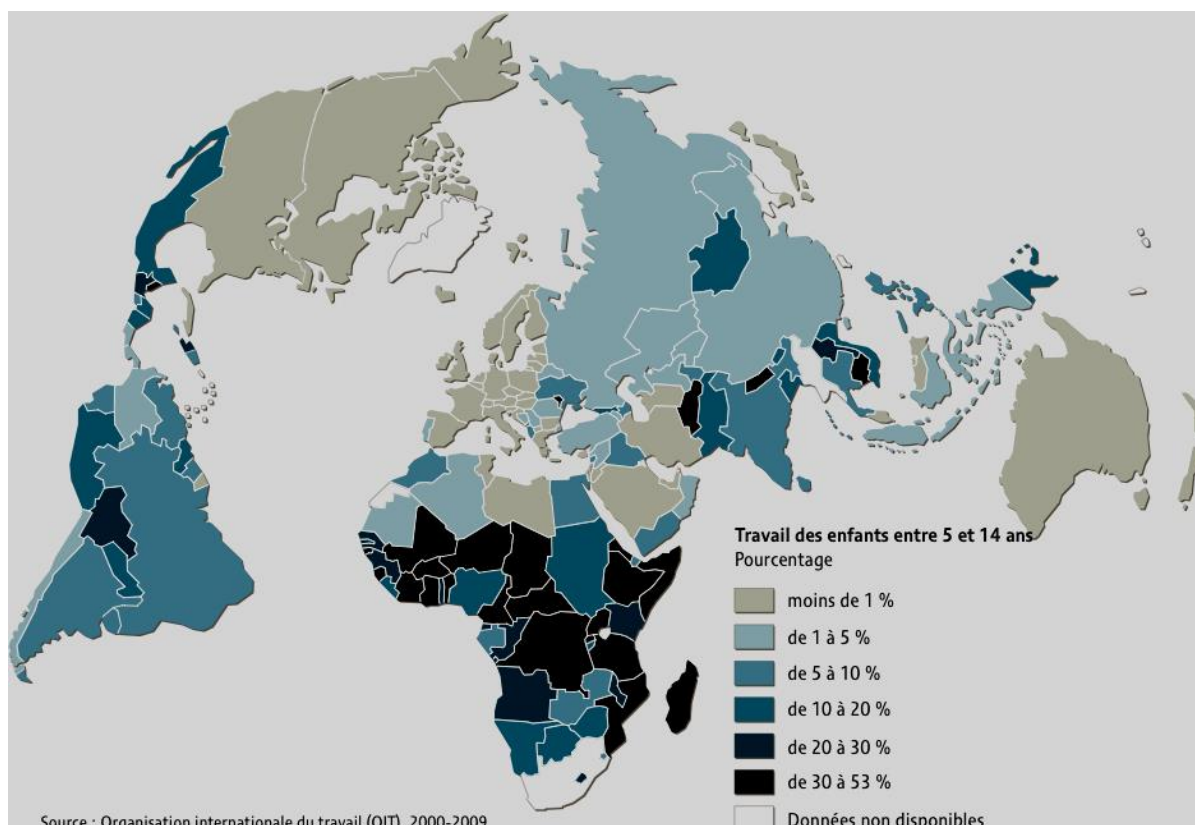 Travail des enfants entre 5 et 14 ans
Pourcentage
moins de 1 %
de 1 à 5 %
de 5 à 10 %
de 10 à 20 %
de 20 à 30 %
de 30 à 53 %
Données non disponibles
Source : Organisation internationale du travail (OIT), 2000-2009